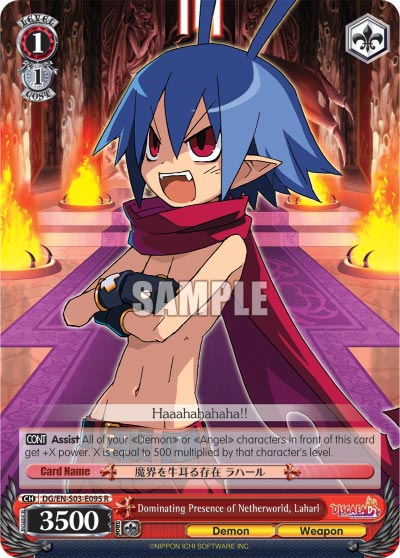 LEVEL
1
1
COST
SAMPLE
Haaahahahaha!!
CONT Assist All of your «Demon» or «Angel» characters in front of this card
get +X power. X is equal to 500 multiplied by that character's level.
Card Name 魔界を牛耳る存在 ラハール
CH DG/EN-S03-E095 R
Dominating Presence of Netherworld, Laharl
DISGAEA
POWER 3500
Demon Weapon
©NIPPON ICHI SOFTWARE INC.